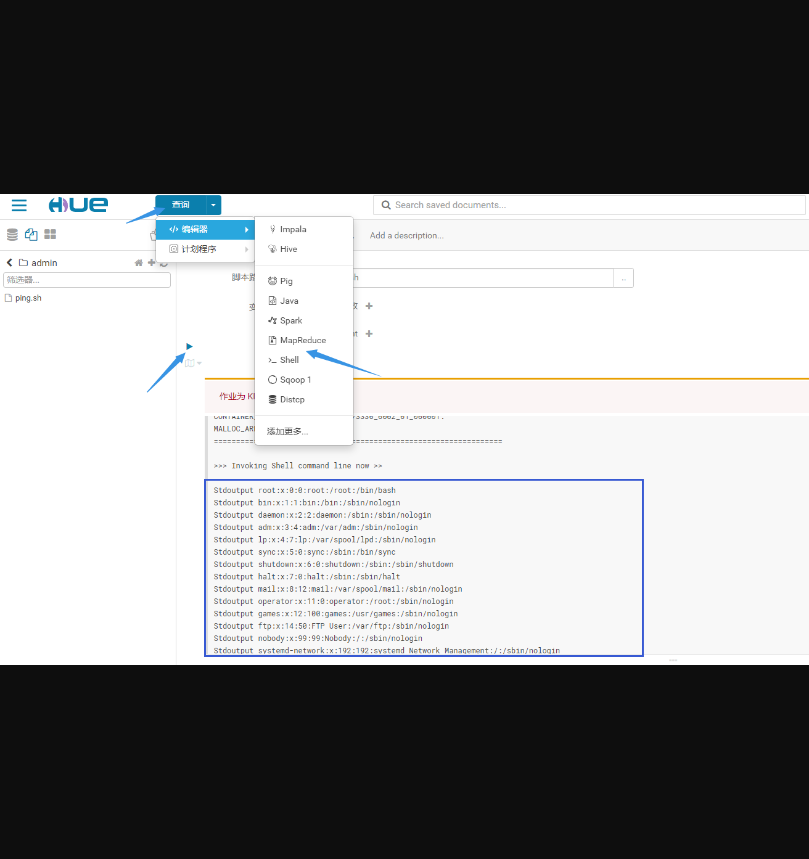 HUE
查询
Search saved documents...
编辑器
Impala
Add a description...
计划程序
Hive
admin
筛选器...
脚本路
sh
...
ping.sh
Pig
Java
Spark
MapReduce
Shell
Sqoop 1
Distcp
作业为
添加更多...
MALLOC_AR
>>> Invoking Shell command line now >>
Stdoutput root:x:0:0:root:/root:/bin/bash
Stdoutput bin:x:1:1:bin:/bin:/sbin/nologin
Stdoutput daemon:x:2:2:daemon:/sbin:/sbin/nologin
Stdoutput adm:x:3:4:adm:/var/adm:/sbin/nologin
Stdoutput lp:x:4:7:lp:/var/spool/lpd:/sbin/nologin
Stdoutput sync:x:5:0:sync:/sbin:/bin/sync
Stdoutput shutdown:x:6:0:shutdown:/sbin:/sbin/shutdown
Stdoutput halt:x:7:0:halt:/sbin:/sbin/halt
Stdoutput mail:x:8:12:mail:/var/spool/mail:/sbin/nologin
Stdoutput operator:x:11:0:operator:/root:/sbin/nologin
Stdoutput games:x:12:100:games:/usr/games:/sbin/nologin
Stdoutput ftp:x:14:50:FTP User:/var/ftp:/sbin/nologin
Stdoutput nobody:x:99:99:Nobody:/:/sbin/nologin
Stdoutput systemd-network:x:192:192:systemd Network Management:/:/sbin/nologin